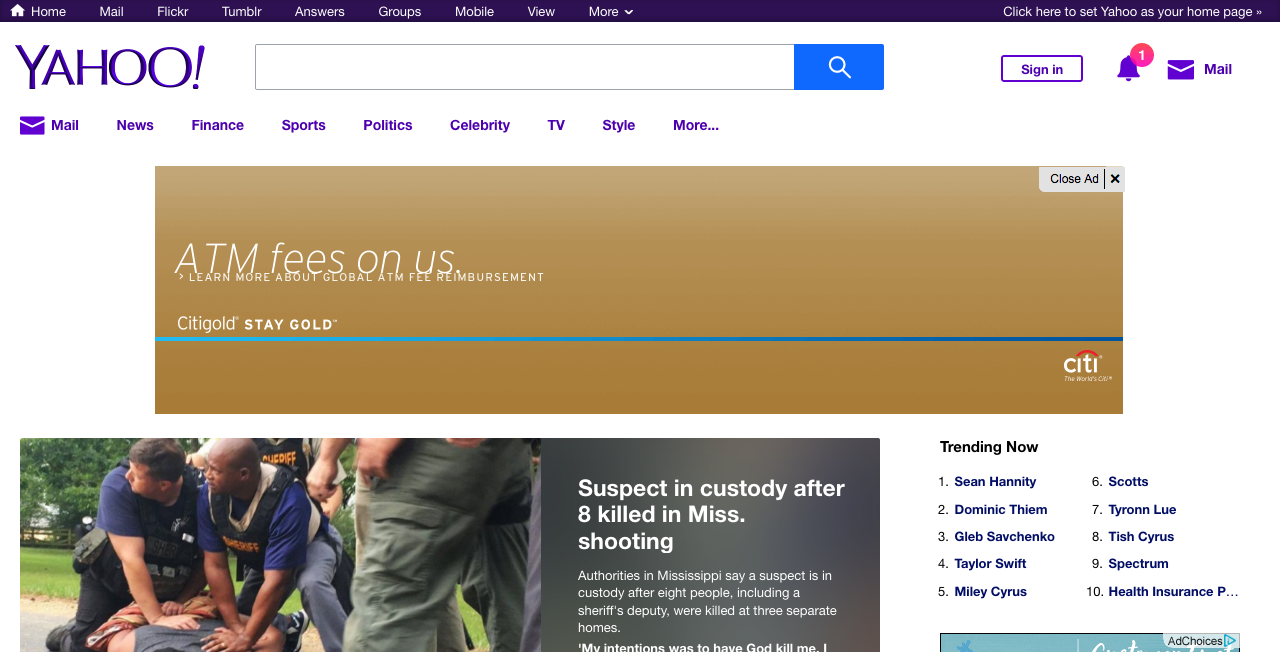 Home Mail Flickr Tumblr Answers Groups Mobile View More Click here to set Yahoo as your home page »
YAHOO!
Sign in 1 Mail
Mail News Finance Sports Politics Celebrity TV Style More...
Close Ad ×
ATM fees on us.
> LEARN MORE ABOUT GLOBAL ATM FEE REIMBURSEMENT
Citigold® STAY GOLD™
citi®
The World's Citi®
SHERIFF
Suspect in custody after
8 killed in Miss.
shooting
Authorities in Mississippi say a suspect is in
custody after eight people, including a
sheriff's deputy, were killed at three separate
homes.
'My intentions was to have God kill me. I
Trending Now
1. Sean Hannity
2. Dominic Thiem
3. Gleb Savchenko
4. Taylor Swift
5. Miley Cyrus
6. Scotts
7. Tyronn Lue
8. Tish Cyrus
9. Spectrum
10. Health Insurance P...
AdChoices